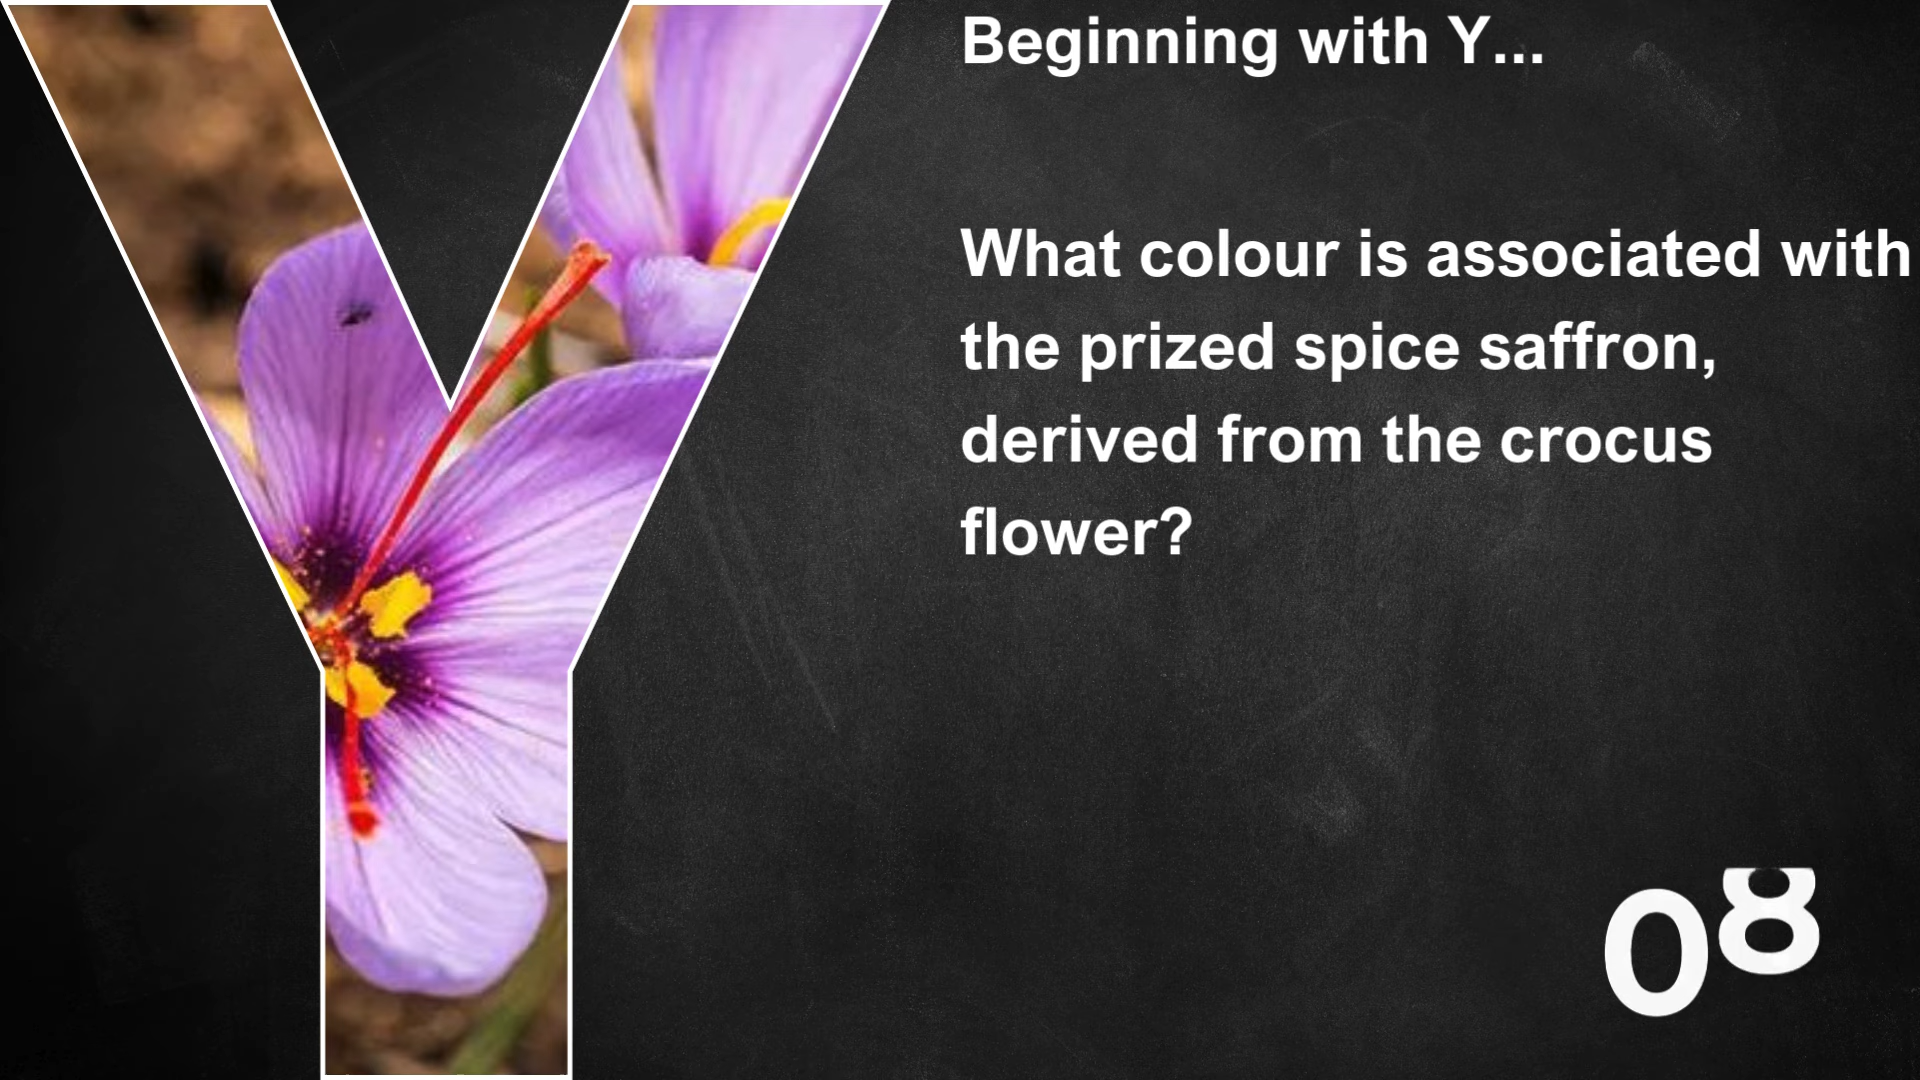 Y
Beginning with Y...
What colour is associated with
the prized spice saffron,
derived from the crocus
flower?
08